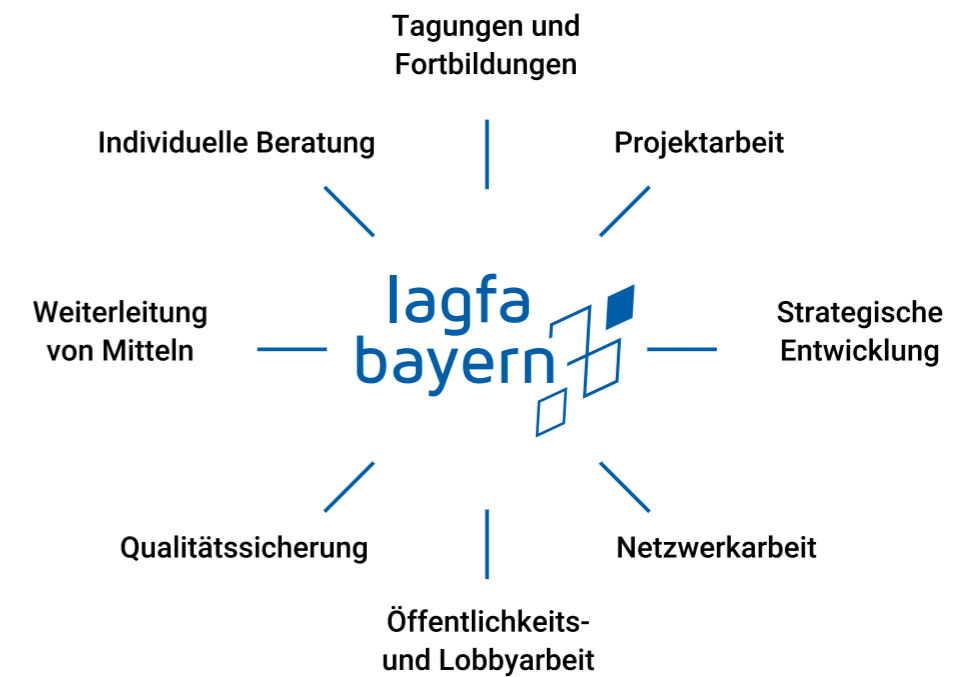 Tagungen und
Fortbildungen
Individuelle Beratung
Projektarbeit
lagfa
bayern
Weiterleitung
von Mitteln
Strategische
Entwicklung
Qualitätssicherung
Netzwerkarbeit
Öffentlichkeits-
und Lobbyarbeit